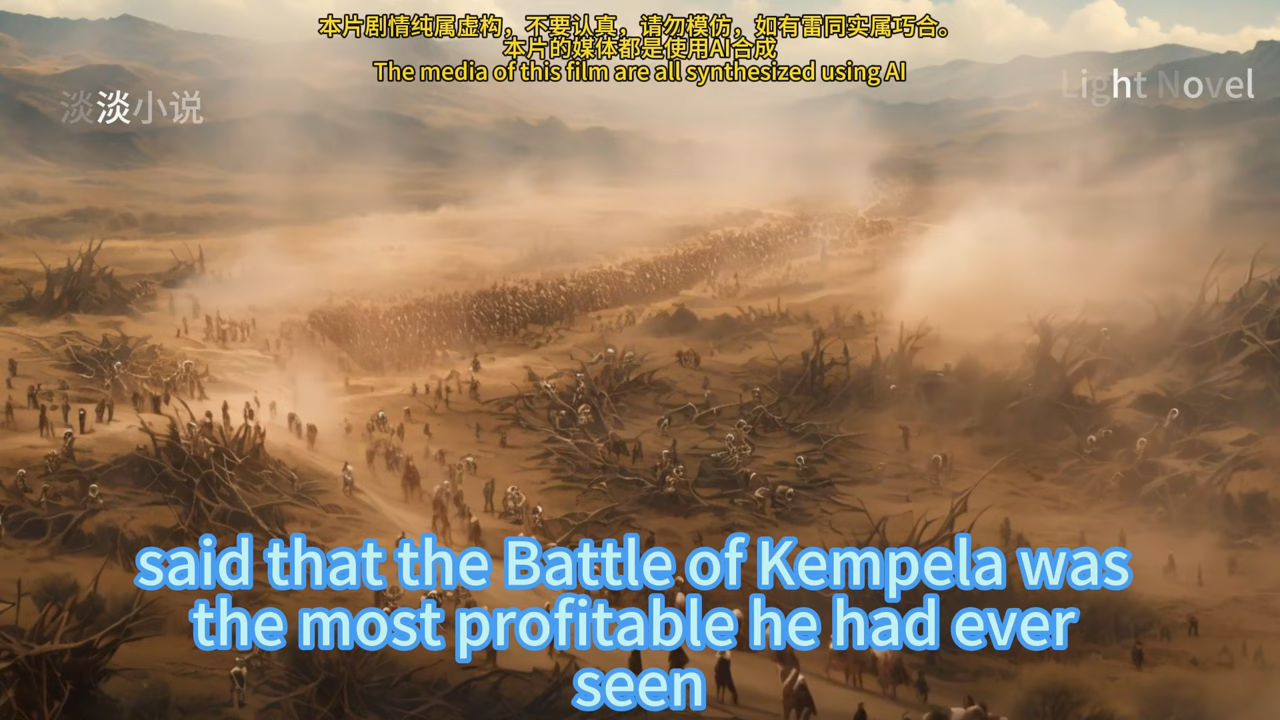 本片剧情纯属虚构，不要认真，请勿模仿，如有雷同实属巧合。
本片的媒体都是使用AI合成
The media of this film are all synthesized using AI
淡淡小说
Light Novel
said that the Battle of Kempela was
the most profitable he had ever
seen